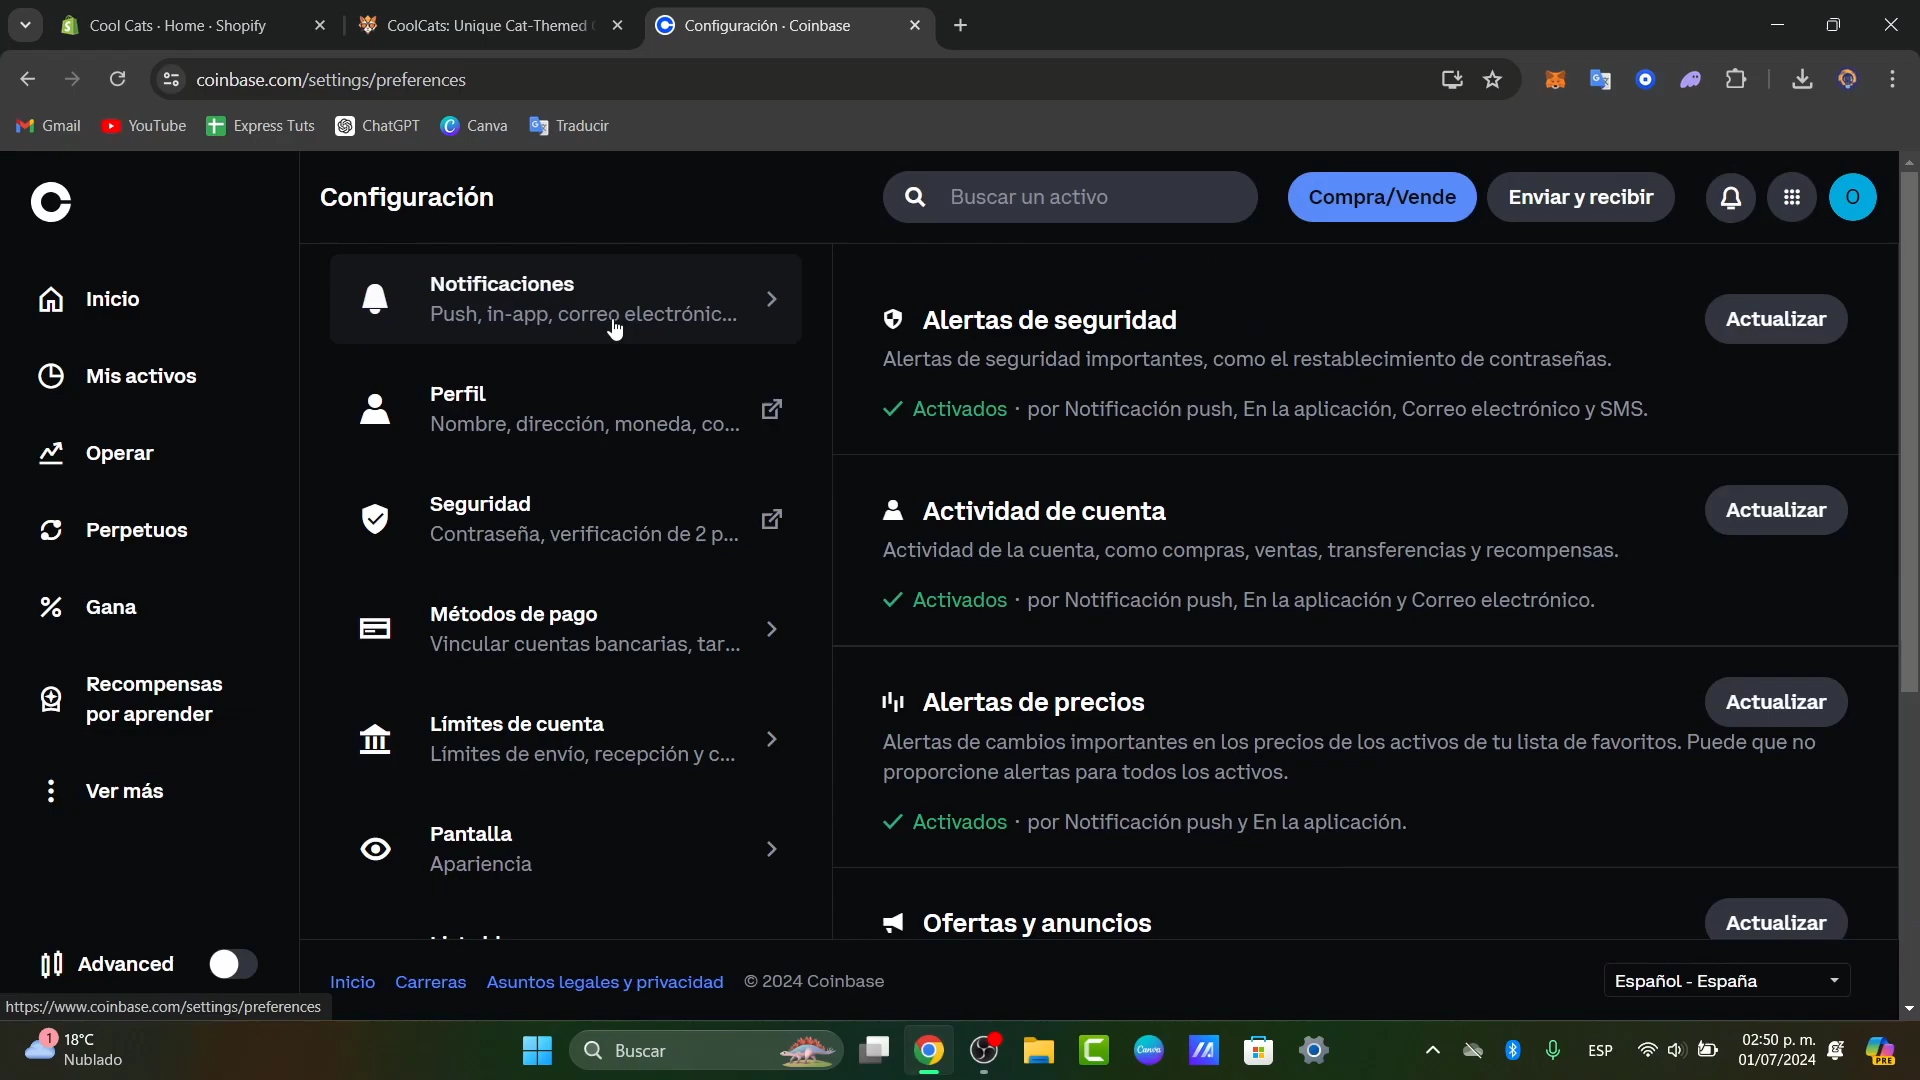 Cool Cats · Home · Shopify
CoolCats: Unique Cat-Themed
Configuración · Coinbase
coinbase.com/settings/preferences
Gmail
YouTube
Express Tuts
ChatGPT
Canva
Traducir
Configuración
Buscar un activo
Compra/Vende
Enviar y recibir
O
Inicio
Mis activos
Operar
Perpetuos
Gana
Recompensas
por aprender
Ver más
Advanced
Notificaciones
Push, in-app, correo electrónic...
Perfil
Nombre, dirección, moneda, co...
Seguridad
Contraseña, verificación de 2 p...
Métodos de pago
Vincular cuentas bancarias, tar...
Límites de cuenta
Límites de envío, recepción y c...
Pantalla
Apariencia
Alertas de seguridad
Actualizar
Alertas de seguridad importantes, como el restablecimiento de contraseñas.
Activados · por Notificación push, En la aplicación, Correo electrónico y SMS.
Actividad de cuenta
Actualizar
Actividad de la cuenta, como compras, ventas, transferencias y recompensas.
Activados · por Notificación push, En la aplicación y Correo electrónico.
Alertas de precios
Actualizar
Alertas de cambios importantes en los precios de los activos de tu lista de favoritos. Puede que no
proporcione alertas para todos los activos.
Activados · por Notificación push y En la aplicación.
Ofertas y anuncios
Actualizar
Inicio
Carreras
Asuntos legales y privacidad
© 2024 Coinbase
Español - España
https://www.coinbase.com/settings/preferences
1
18°C
Nublado
Buscar
Canva
ESP
02:50 p. m.
01/07/2024
PRE